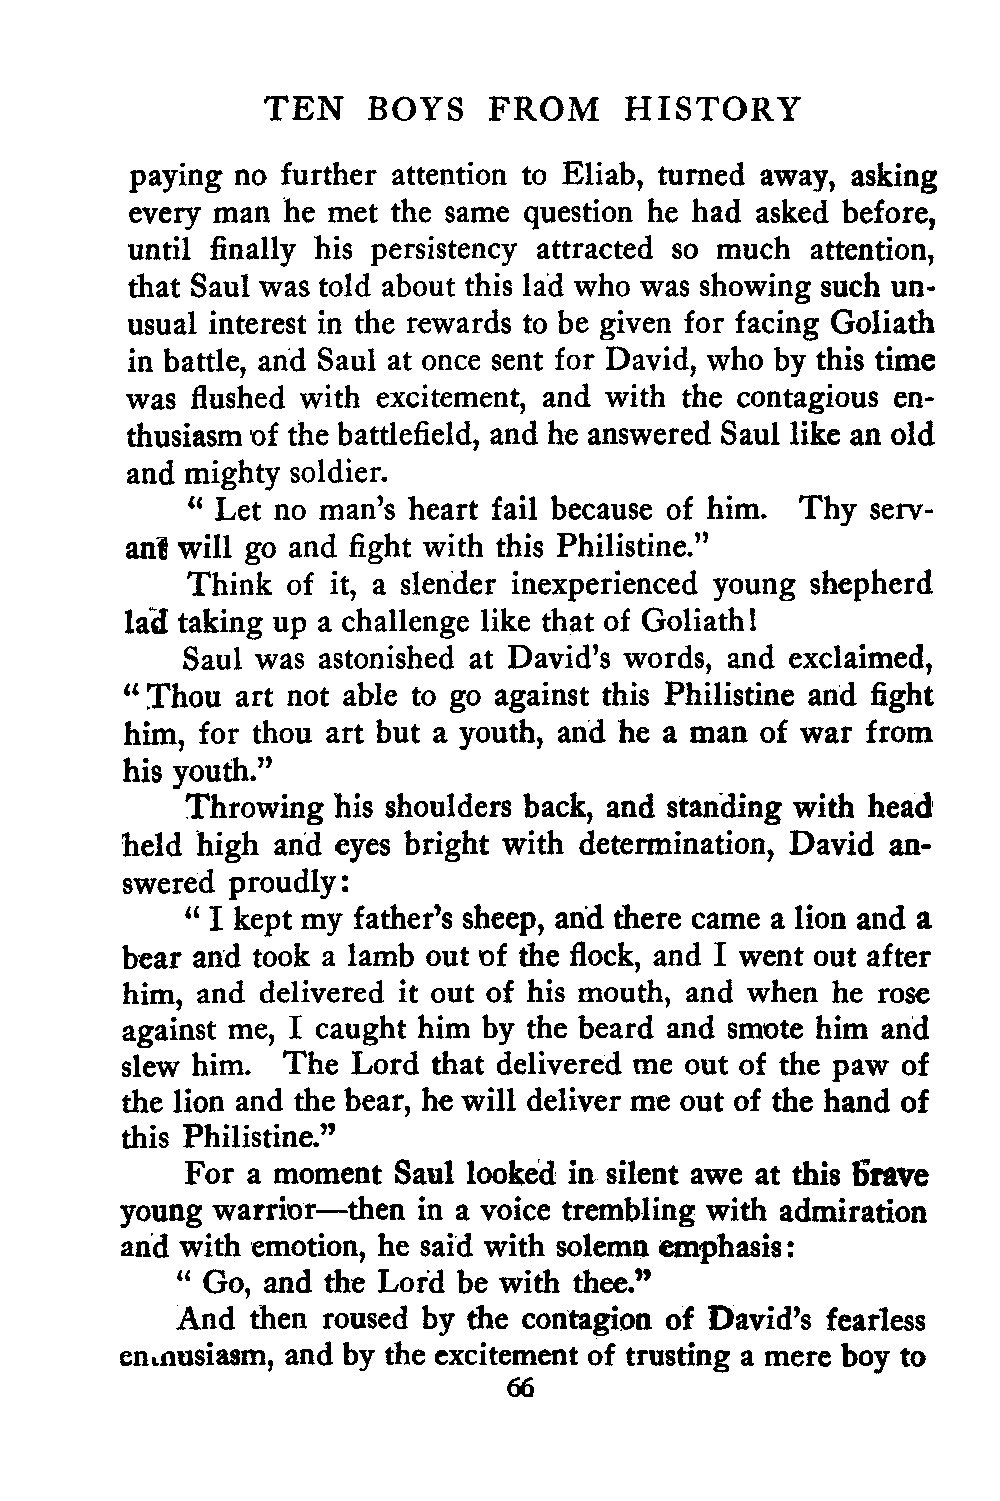 TEN BOYS FROM HISTORY
paying no further attention to Eliab, turned away, asking
every man he met the same question he had asked before,
until finally his persistency attracted so much attention,
that Saul was told about this lad who was showing such un-
usual interest in the rewards to be given for facing Goliath
in battle, and Saul at once sent for David, who by this time
was flushed with excitement, and with the contagious en-
thusiasm of the battlefield, and he answered Saul like an old
and mighty soldier.
“ Let no man’s heart fail because of him. Thy serv-
ant will go and fight with this Philistine.”
Think of it, a slender inexperienced young shepherd
lad taking up a challenge like that of Goliath!
Saul was astonished at David’s words, and exclaimed,
“ Thou art not able to go against this Philistine and fight
him, for thou art but a youth, and he a man of war from
his youth.”
Throwing his shoulders back, and standing with head
held high and eyes bright with determination, David an-
swered proudly:
“ I kept my father’s sheep, and there came a lion and a
bear and took a lamb out of the flock, and I went out after
him, and delivered it out of his mouth, and when he rose
against me, I caught him by the beard and smote him and
slew him. The Lord that delivered me out of the paw of
the lion and the bear, he will deliver me out of the hand of
this Philistine.”
For a moment Saul looked in silent awe at this brave
young warrior—then in a voice trembling with admiration
and with emotion, he said with solemn emphasis:
“ Go, and the Lord be with thee.”
And then roused by the contagion of David’s fearless
enthusiasm, and by the excitement of trusting a mere boy to
66